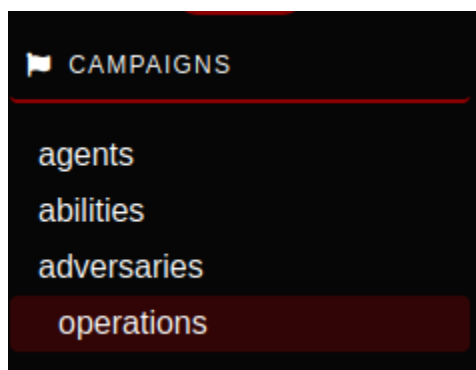 CAMPAIGNS
agents
abilities
adversaries
operations